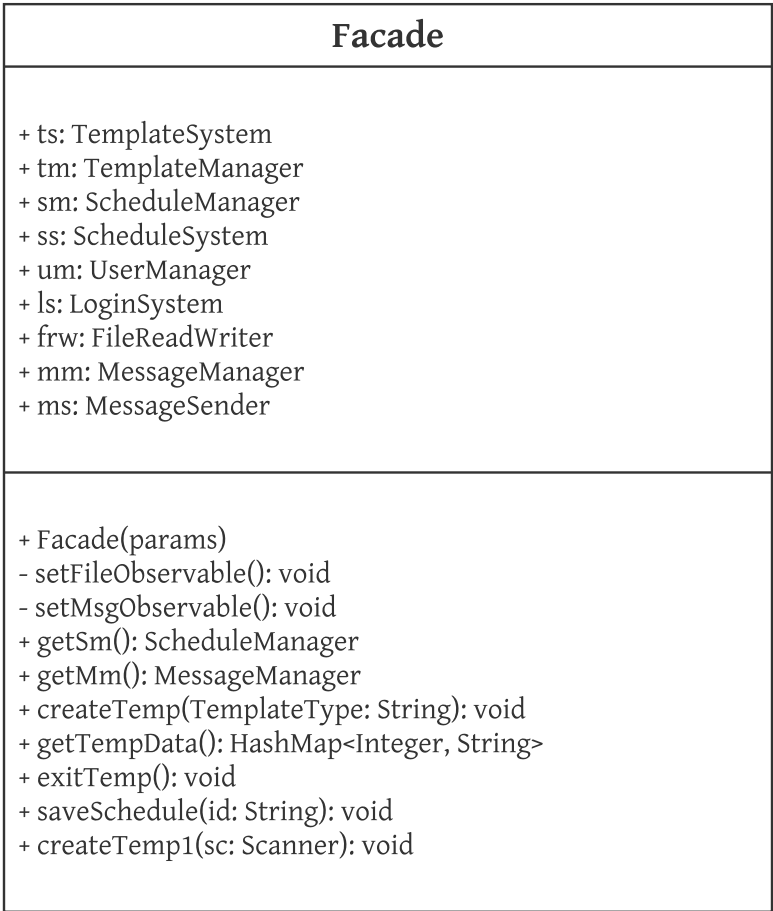 Facade
+ ts: TemplateSystem
+ tm: TemplateManager
+ sm: ScheduleManager
+ ss: ScheduleSystem
+ um: UserManager
+ ls: LoginSystem
+ frw: FileReadWriter
+ mm: MessageManager
+ ms: MessageSender
+ Facade(params)
- setFileObservable(): void
- setMsgObservable(): void
+ getSm(): ScheduleManager
+ getMm(): MessageManager
+ createTemp(TemplateType: String): void
+ getTempData(): HashMap<Integer, String>
+ exitTemp(): void
+ saveSchedule(id: String): void
+ createTemp1(sc: Scanner): void